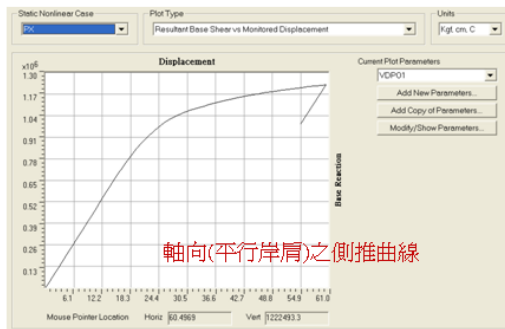 Static Nonlinear Case
PX
Plot Type
Resultant Base Shear vs Monitored Displacement
Units
Kgf, cm, C
Displacement
x10⁶
1.30
1.17
1.04
0.91
0.78
0.65
0.52
0.39
0.26
0.13
6.1 12.2 18.3 24.4 30.5 36.6 42.7 48.8 54.9 61.0
Base Reaction
軸向(平行岸肩)之側推曲線
Current Plot Parameters
VDPO1
Add New Parameters...
Add Copy of Parameters...
Modify/Show Parameters...
Mouse Pointer Location Horiz 60.4969 Vert 1222493.3